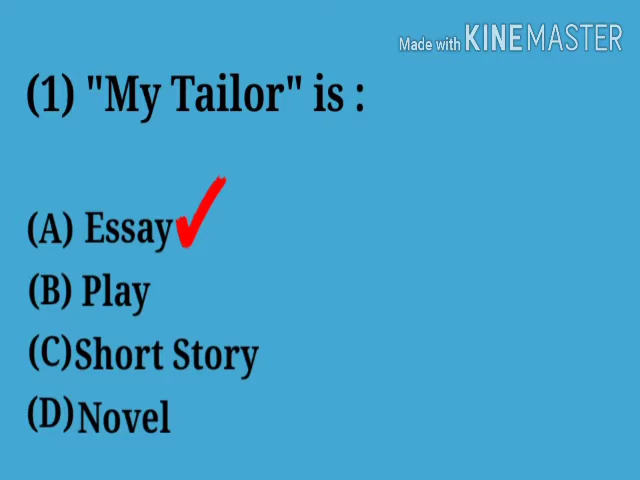 Made with KINEMASTER
(1) "My Tailor" is :
(A) Essay
(B) Play
(C) Short Story
(D) Novel